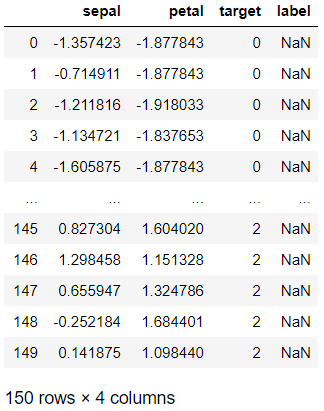 sepal petal target label
0 -1.357423 -1.877843 0 NaN
1 -0.714911 -1.877843 0 NaN
2 -1.211816 -1.918033 0 NaN
3 -1.134721 -1.837653 0 NaN
4 -1.605875 -1.877843 0 NaN
... ... ... ... ...
145 0.827304 1.604020 2 NaN
146 1.298458 1.151328 2 NaN
147 0.655947 1.324786 2 NaN
148 -0.252184 1.684401 2 NaN
149 0.141875 1.098440 2 NaN
150 rows × 4 columns